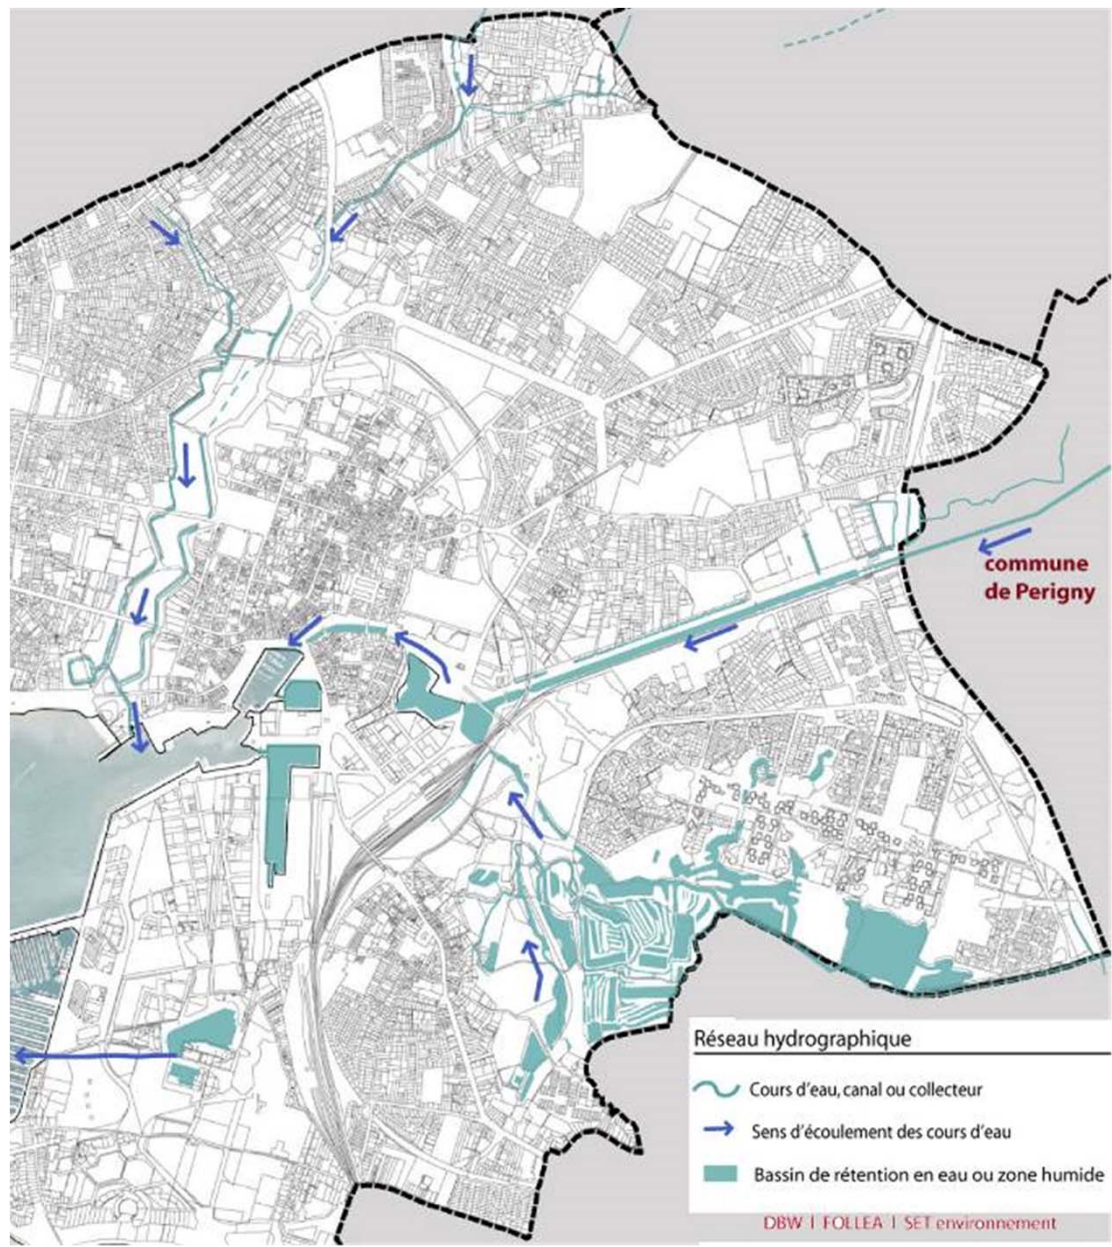 commune
de Perigny
Réseau hydrographique
Cours d'eau, canal ou collecteur
Sens d'écoulement des cours d'eau
Bassin de rétention en eau ou zone humide
DBW | FOLLEA | SET environnement